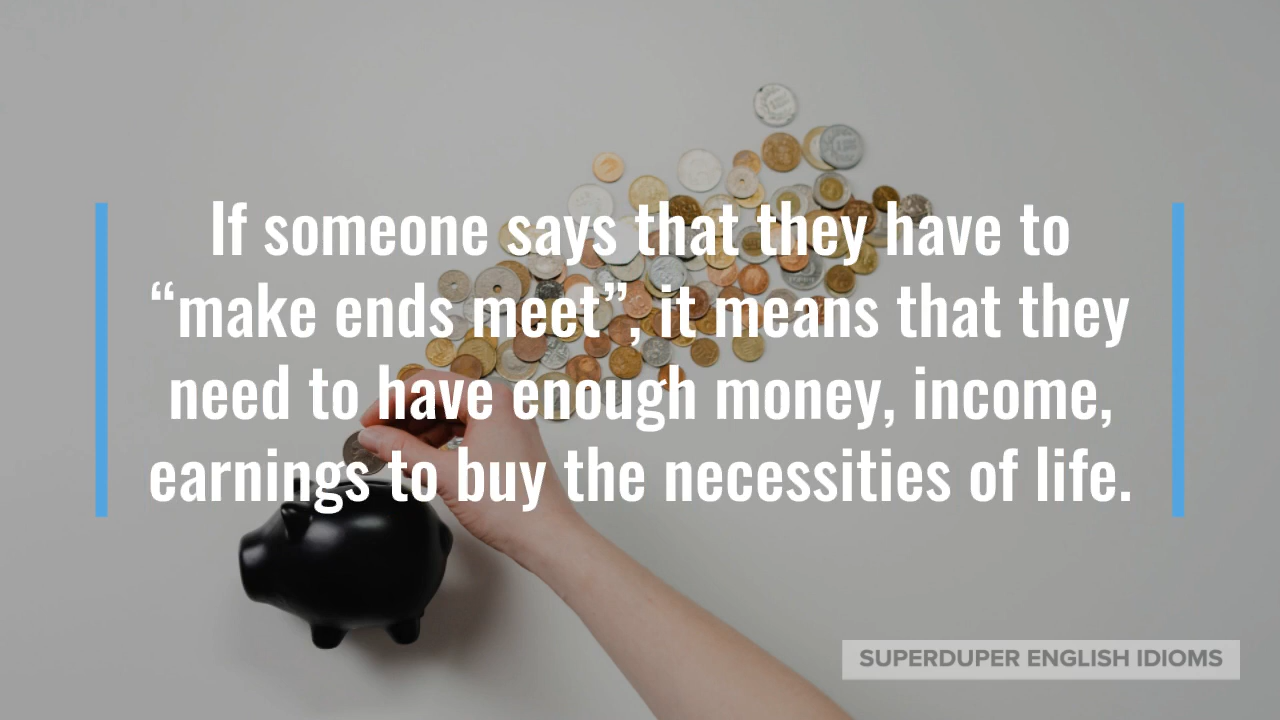 If someone says that they have to
“make ends meet”, it means that they
need to have enough money, income,
earnings to buy the necessities of life.
SUPERDUPER ENGLISH IDIOMS